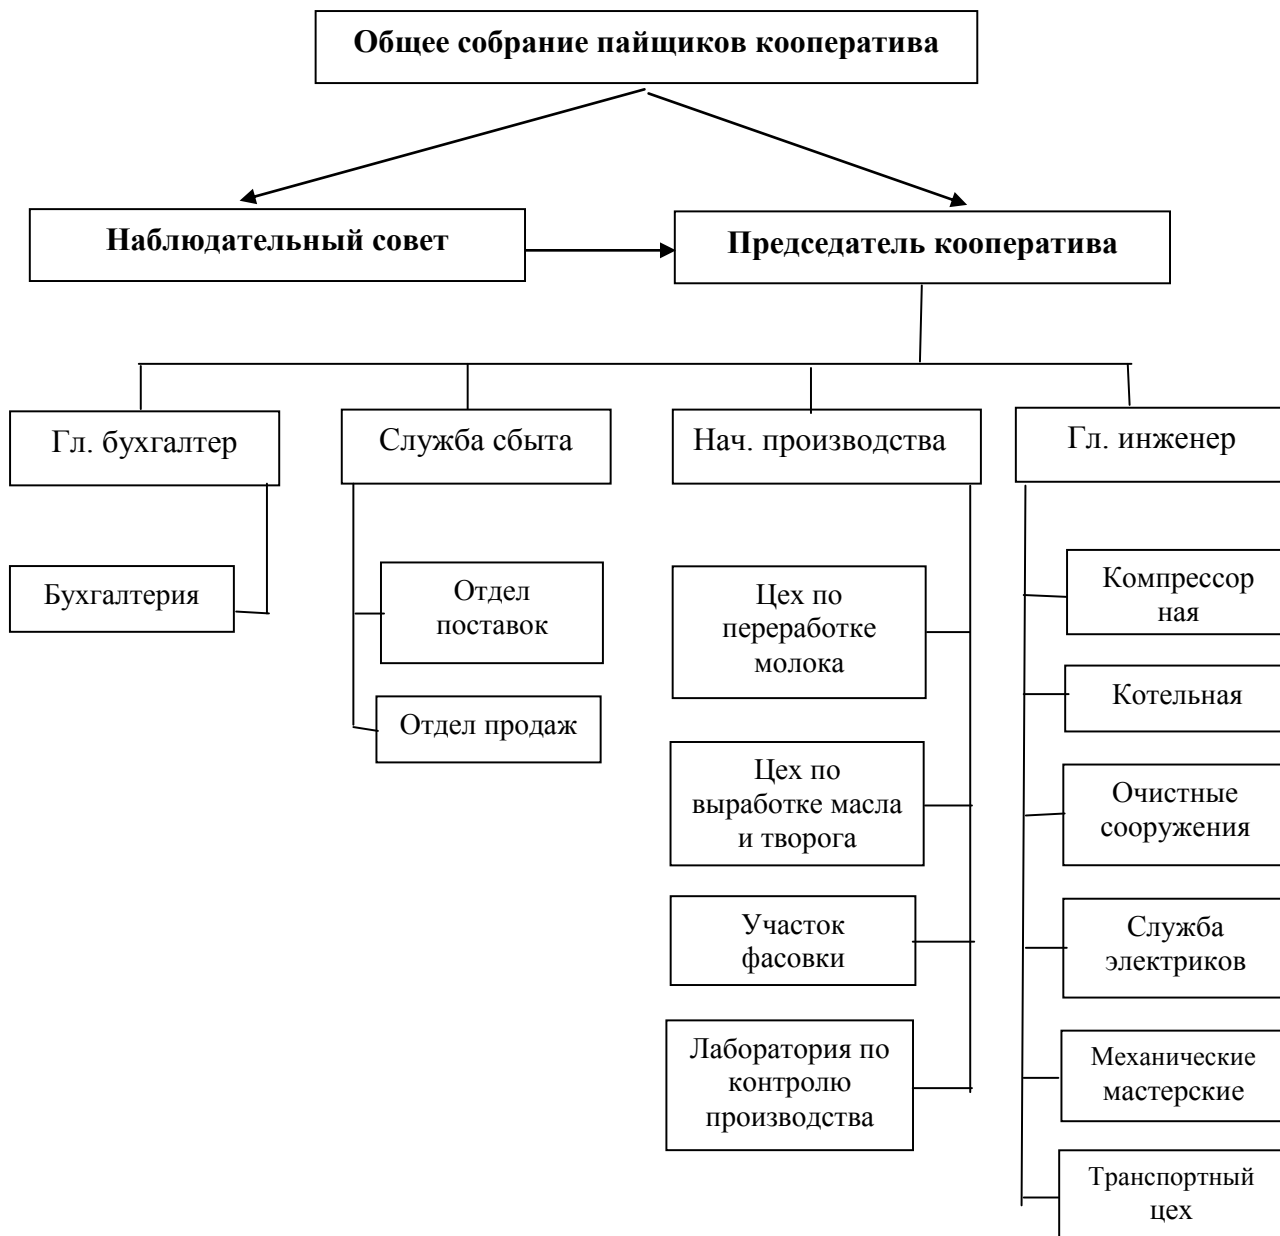 Общее собрание пайщиков кооператива
Наблюдательный совет
Председатель кооператива
Гл. бухгалтер
Служба сбыта
Нач. производства
Гл. инженер
Бухгалтерия
Отдел
поставок
Отдел продаж
Цех по
переработке
молока
Цех по
выработке масла
и творога
Участок
фасовки
Лаборатория по
контролю
производства
Компрессор
ная
Котельная
Очистные
сооружения
Служба
электриков
Механические
мастерские
Транспортный
цех